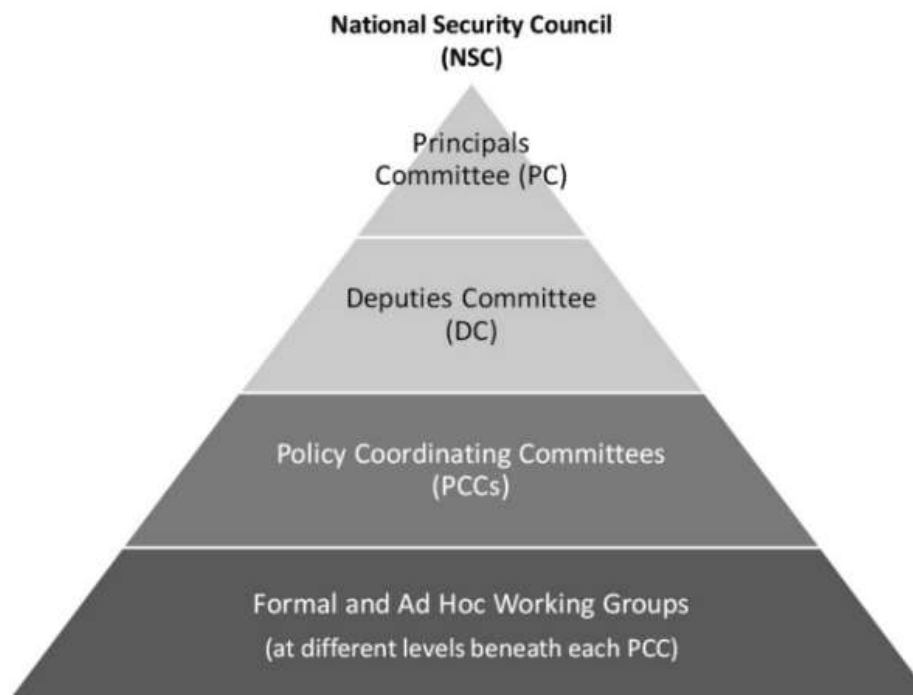 National Security Council
(NSC)
Principals
Committee (PC)
Deputies Committee
(DC)
Policy Coordinating Committees
(PCCs)
Formal and Ad Hoc Working Groups
(at different levels beneath each PCC)